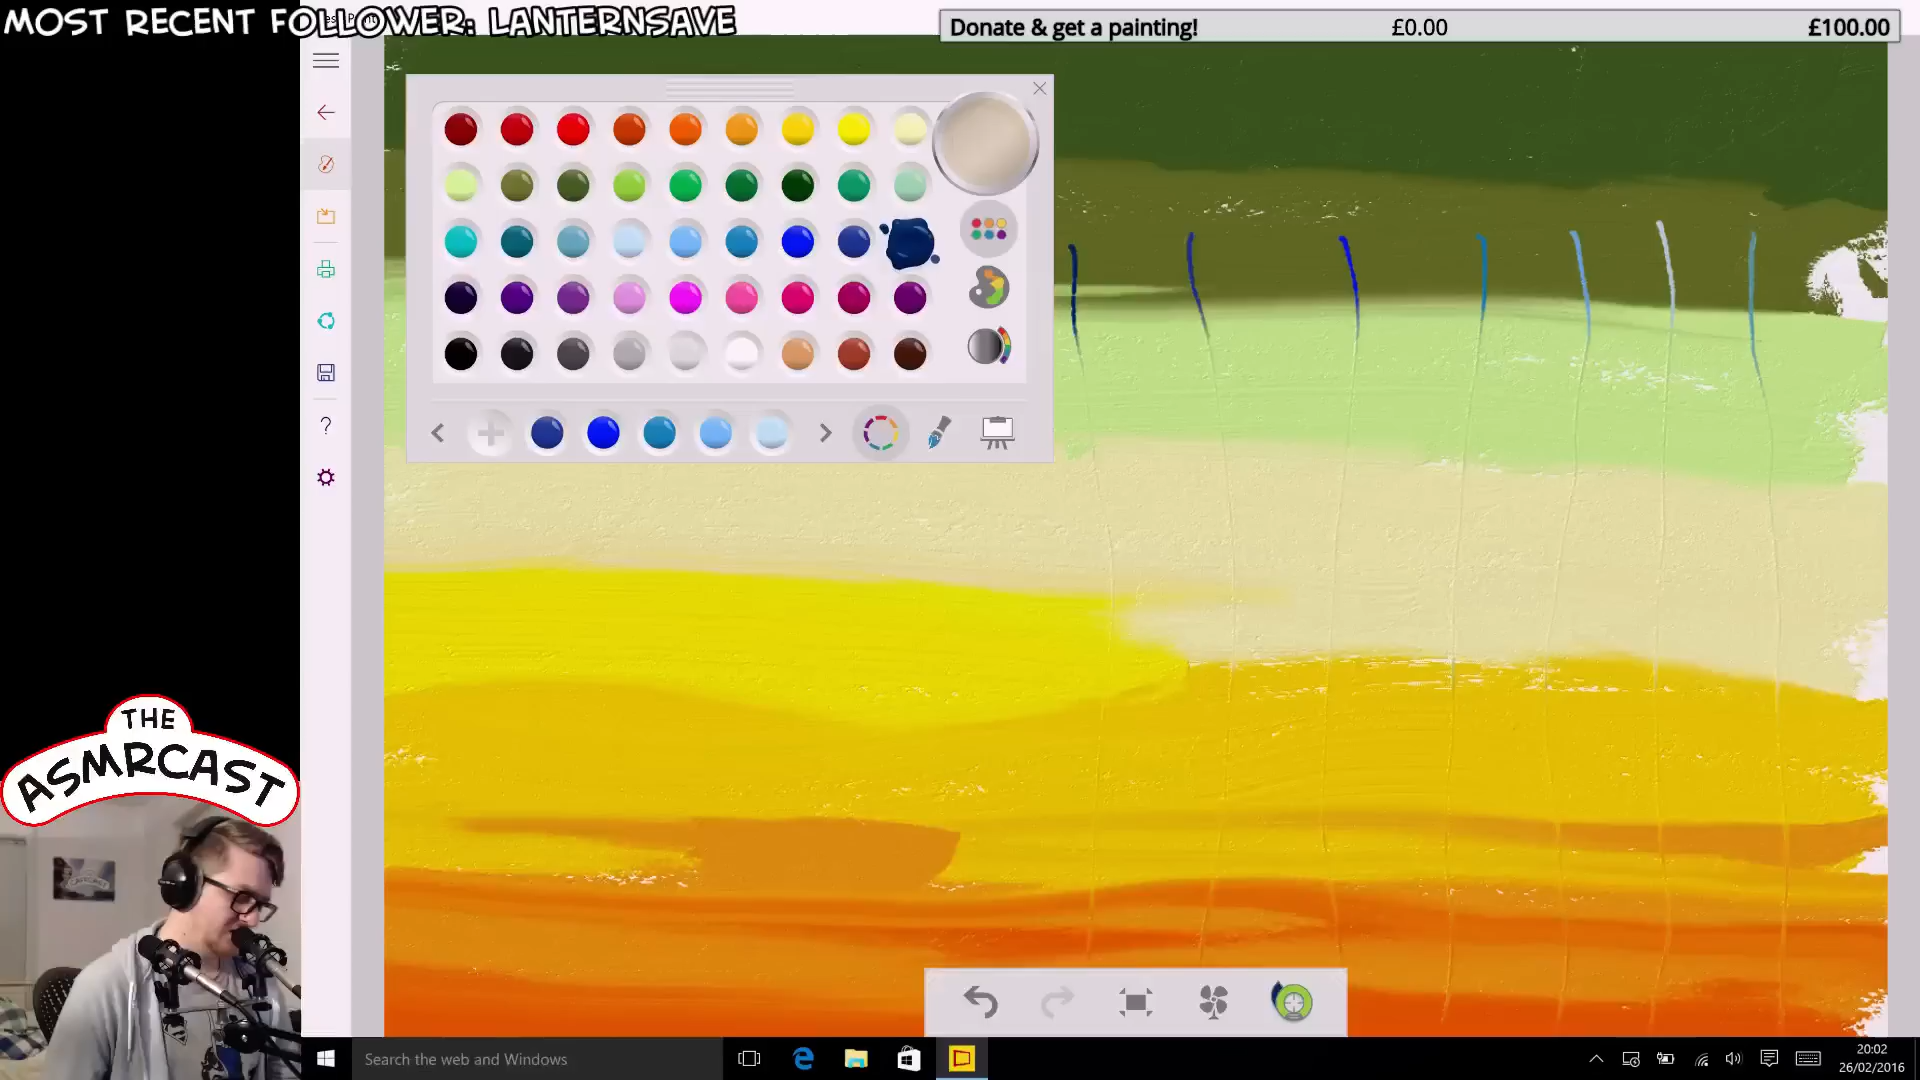 MOST RECENT FOLLOWER: LANTERNSAVE
Donate & get a painting! £0.00 £100.00
THE
ASMRCAST
Search the web and Windows
20:02
26/02/2016